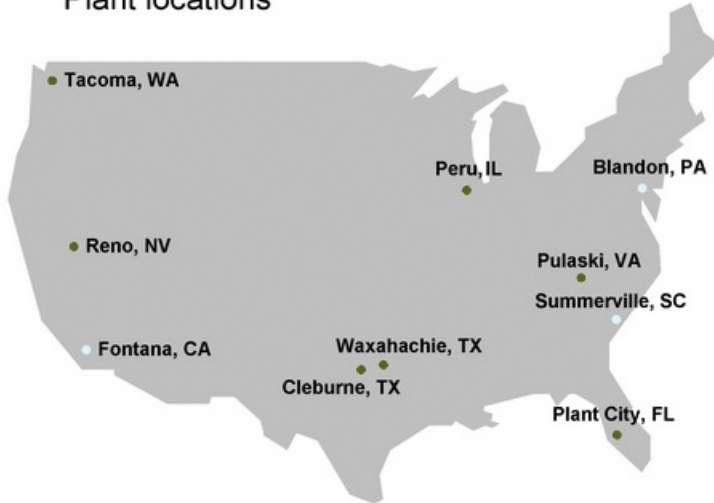 Plant locations
Tacoma, WA
Peru, IL
Blandon, PA
Reno, NV
Pulaski, VA
Summerville, SC
Fontana, CA
Waxahachie, TX
Cleburne, TX
Plant City, FL